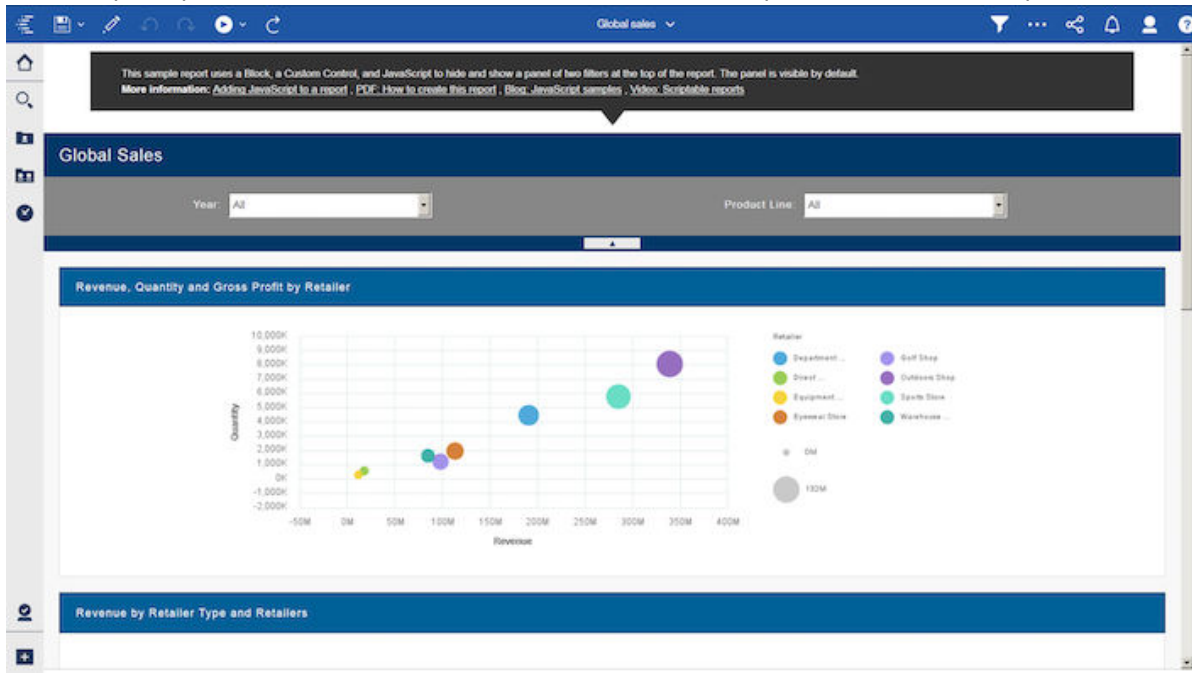 Global sales
This sample report uses a Block, a Custom Control, and JavaScript to hide and show a panel of two filters at the top of the report. The panel is visible by default.
More information: Adding JavaScript to a report , PDF: How to create this report , Blog: JavaScript samples , Video: Scriptable reports
Global Sales
Year: All
Product Line: All
Revenue, Quantity and Gross Profit by Retailer
10,000K
9,000K
8,000K
7,000K
6,000K
5,000K
4,000K
3,000K
2,000K
1,000K
0K
-1,000K
-2,000K
Quantity
-50M 0M 50M 100M 150M 200M 250M 300M 350M 400M
Revenue
Retailer
Department ... Golf Shop
Direct ... Outdoors Shop
Equipment ... Sports Store
Eyewear Store Warehouse ...
0M
Revenue by Retailer Type and Retailers